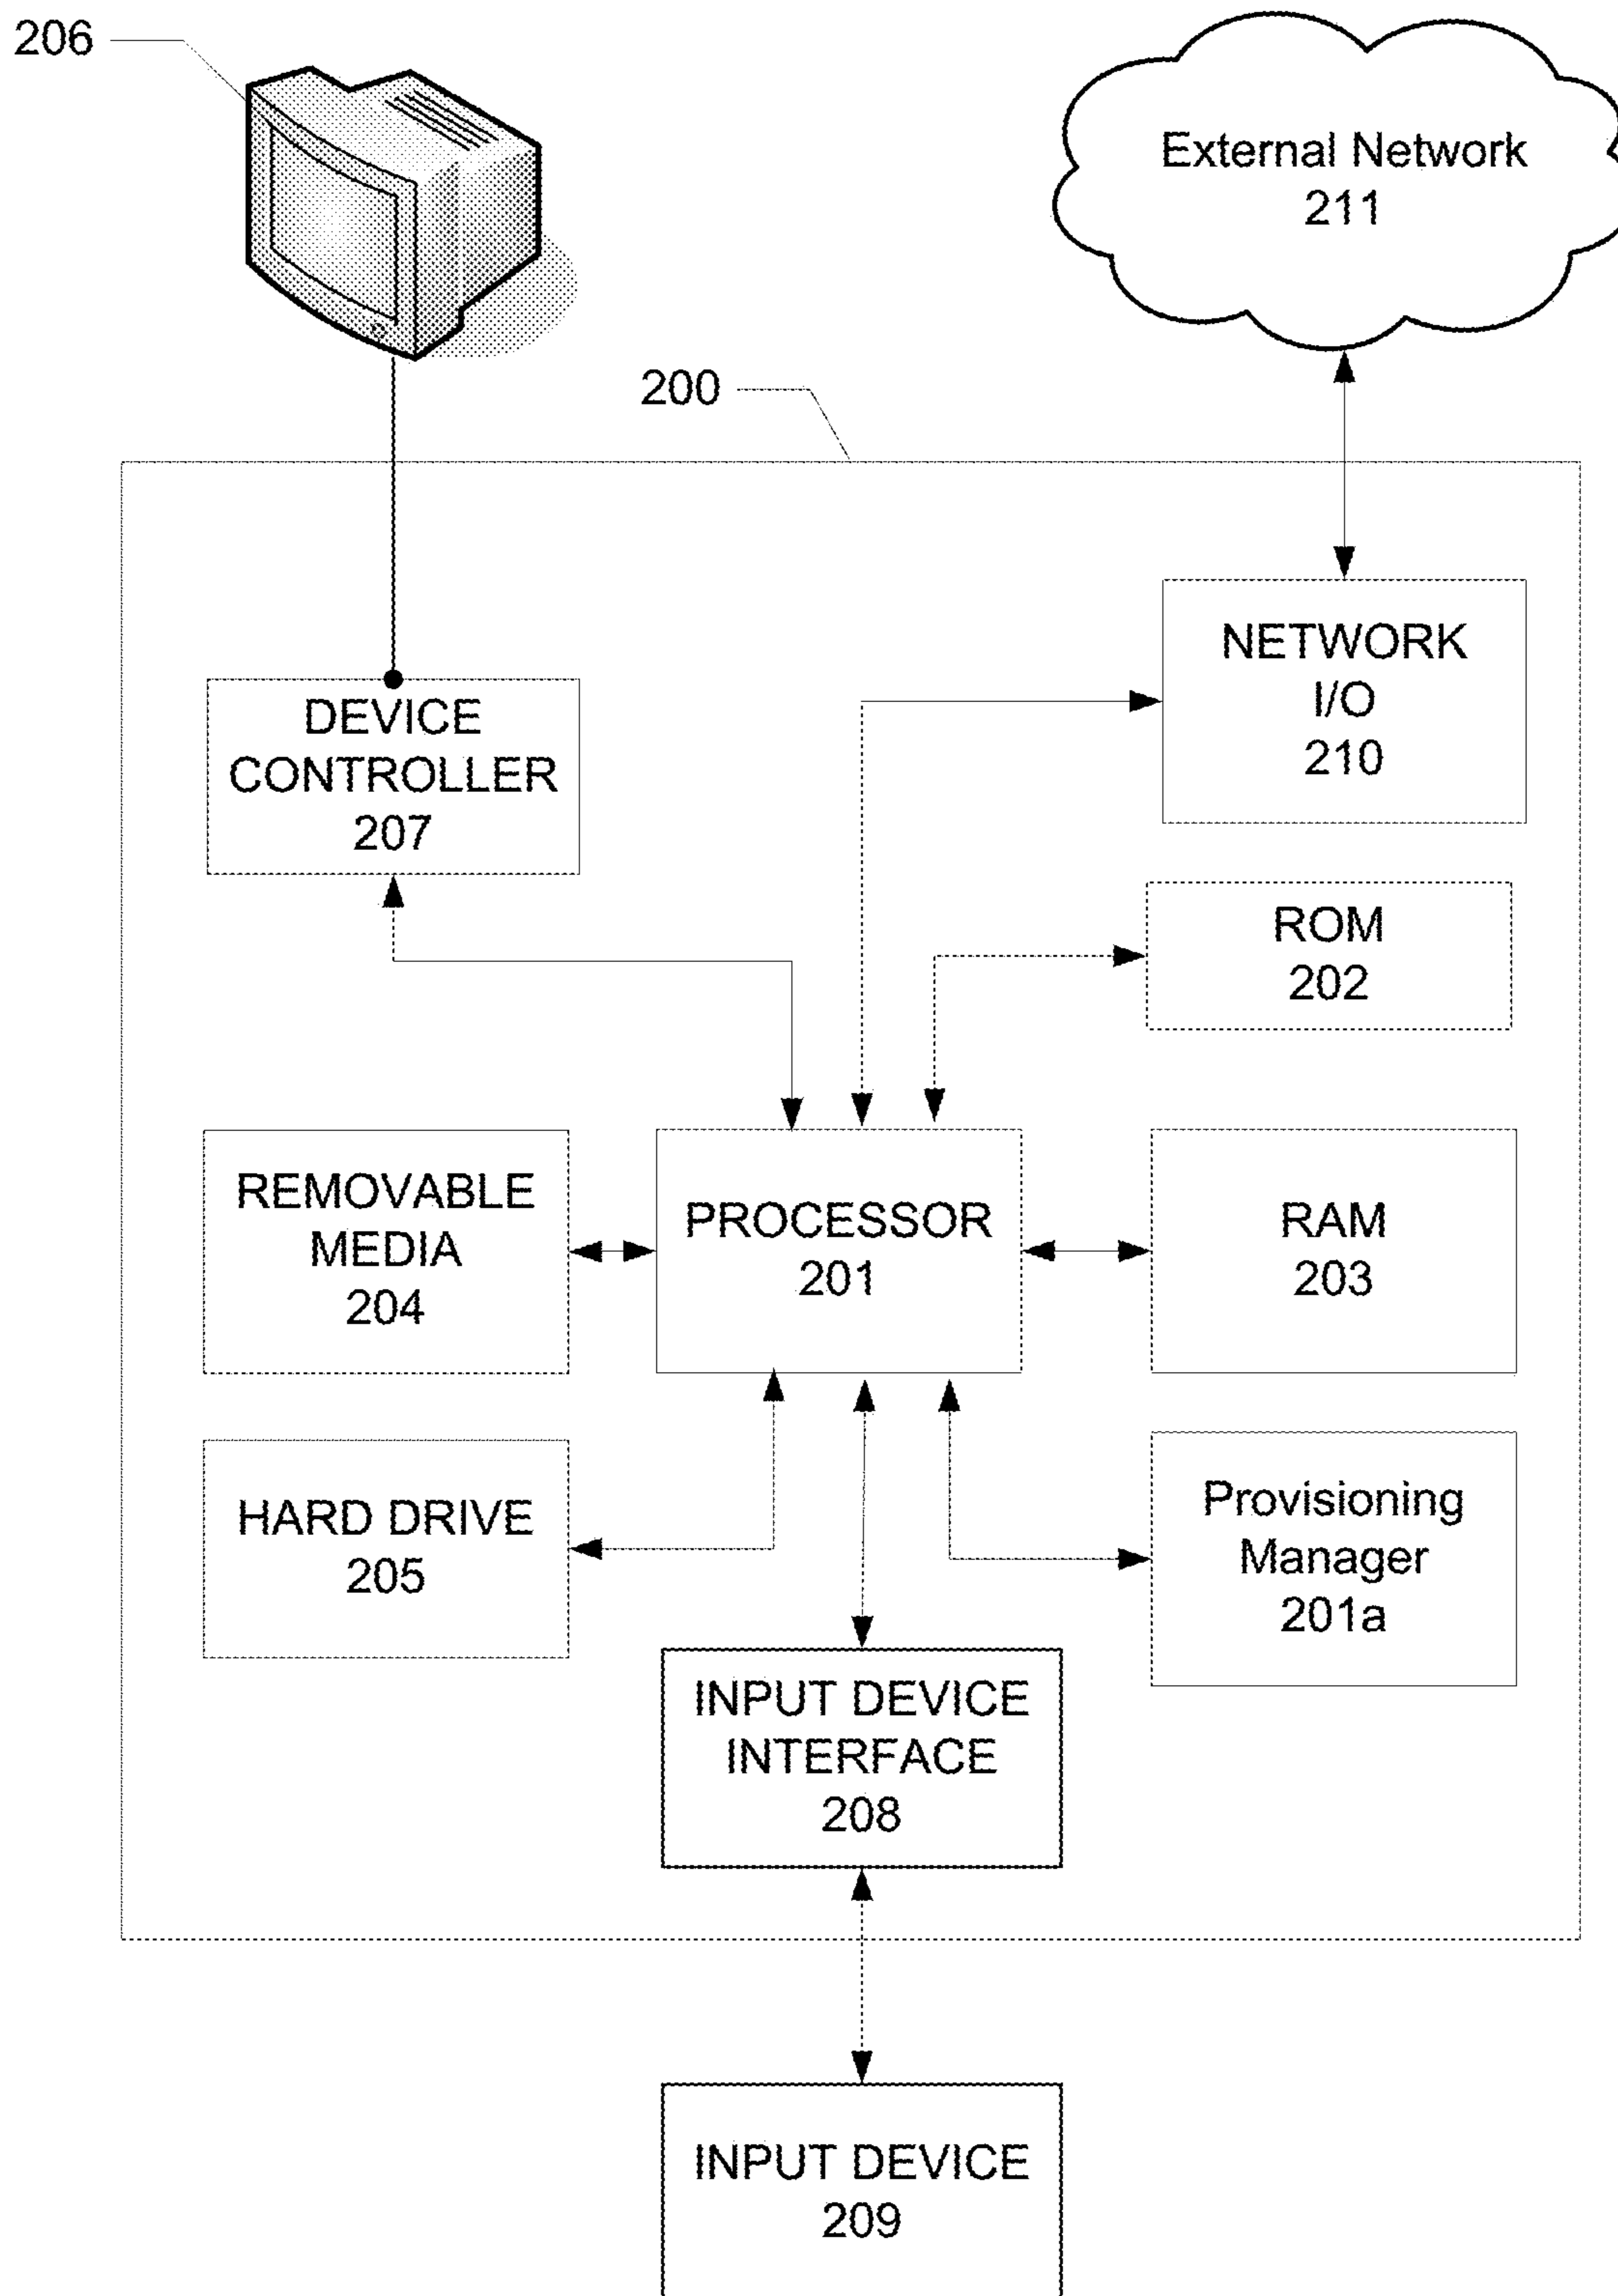 206
External Network
211
200
NETWORK
I/O
210
DEVICE
CONTROLLER
207
ROM
202
REMOVABLE
MEDIA
204
PROCESSOR
201
RAM
203
HARD DRIVE
205
Provisioning
Manager
201a
INPUT DEVICE
INTERFACE
208
INPUT DEVICE
209